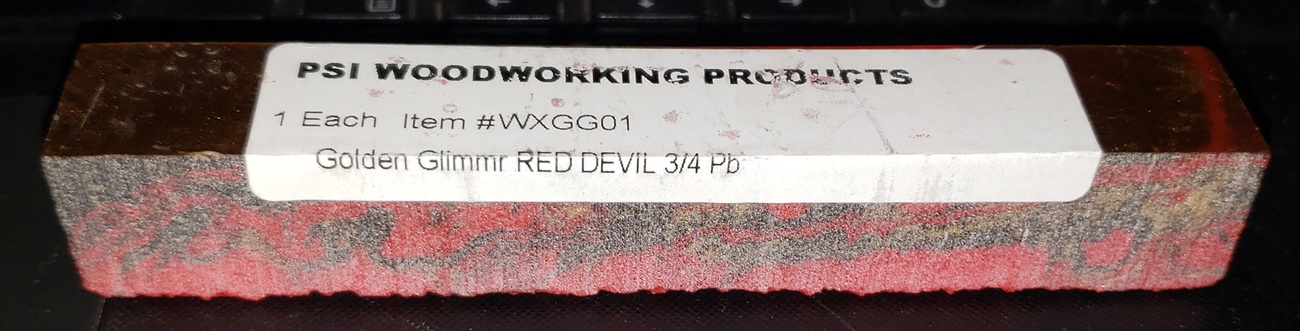 PSI WOODWORKING PRODUCTS
1 Each Item #WXGG01
Golden Glimmr RED DEVIL 3/4 Pb